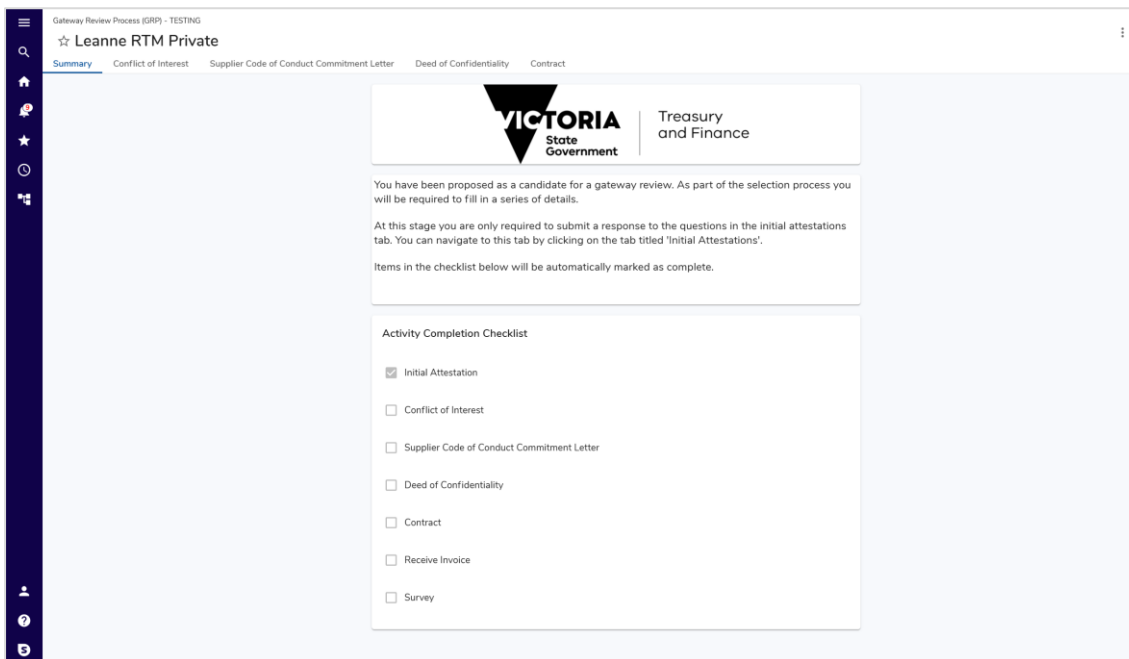 Gateway Review Process (GRP) - TESTING
Leanne RTM Private
Summary Conflict of Interest Supplier Code of Conduct Commitment Letter Deed of Confidentiality Contract
9
VICTORIA
State
Government
Treasury
and Finance
You have been proposed as a candidate for a gateway review. As part of the selection process you
will be required to fill in a series of details.
At this stage you are only required to submit a response to the questions in the initial attestations
tab. You can navigate to this tab by clicking on the tab titled 'Initial Attestations'.
Items in the checklist below will be automatically marked as complete.
Activity Completion Checklist
Initial Attestation
Conflict of Interest
Supplier Code of Conduct Commitment Letter
Deed of Confidentiality
Contract
Receive Invoice
Survey